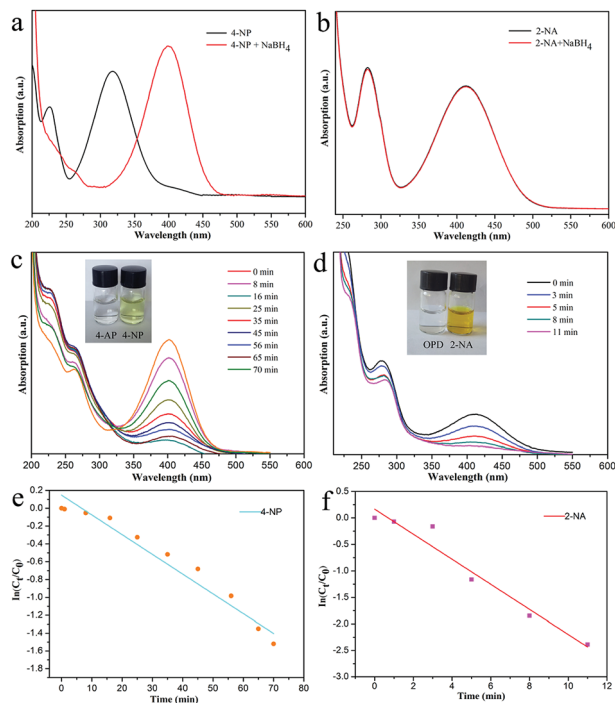 a
4-NP
4-NP + NaBH4
Absorption (a.u.)
200 250 300 350 400 450 500 550 600
Wavelength (nm)
b
2-NA
2-NA+NaBH4
Absorption (a.u.)
250 300 350 400 450 500 550 600
Wavelength (nm)
c
4-AP 4-NP
0 min
8 min
16 min
25 min
35 min
45 min
56 min
65 min
70 min
Absorption (a.u.)
200 250 300 350 400 450 500 550 600
Wavelength (nm)
d
OPD 2-NA
0 min
3 min
5 min
8 min
11 min
Absorption (a.u.)
200 250 300 350 400 450 500 550 600
Wavelength (nm)
e
4-NP
ln(Ct/C0)
0.2
0.0
-0.2
-0.4
-0.6
-0.8
-1.0
-1.2
-1.4
-1.6
-1.8
-10 0 10 20 30 40 50 60 70 80
Time (min)
f
2-NA
ln(Ct/C0)
0.5
0.0
-0.5
-1.0
-1.5
-2.0
-2.5
-3.0
0 2 4 6 8 10 12
Time (min)